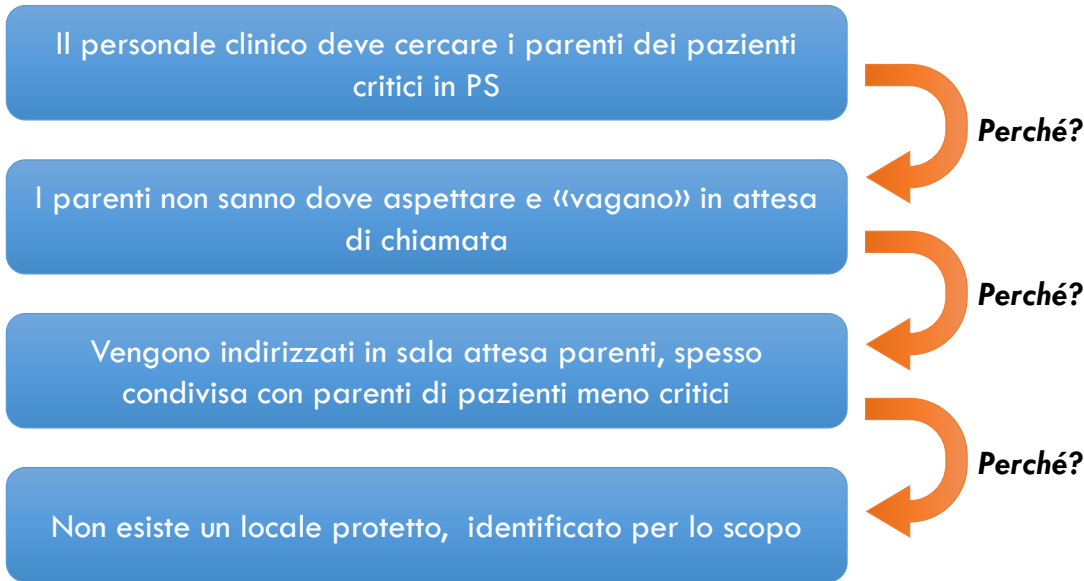 Il personale clinico deve cercare i parenti dei pazienti
critici in PS
Perché?
I parenti non sanno dove aspettare e «vagano» in attesa
di chiamata
Perché?
Vengono indirizzati in sala attesa parenti, spesso
condivisa con parenti di pazienti meno critici
Perché?
Non esiste un locale protetto, identificato per lo scopo